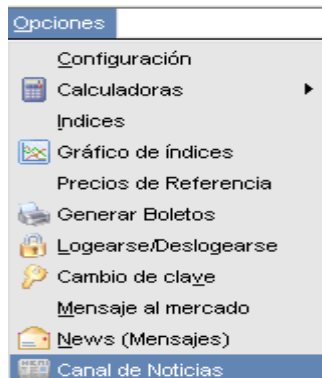 Opciones
Configuración
Calculadoras
Indices
Gráfico de índices
Precios de Referencia
Generar Boletos
Logearse/Deslogearse
Cambio de clave
Mensaje al mercado
News (Mensajes)
Canal de Noticias